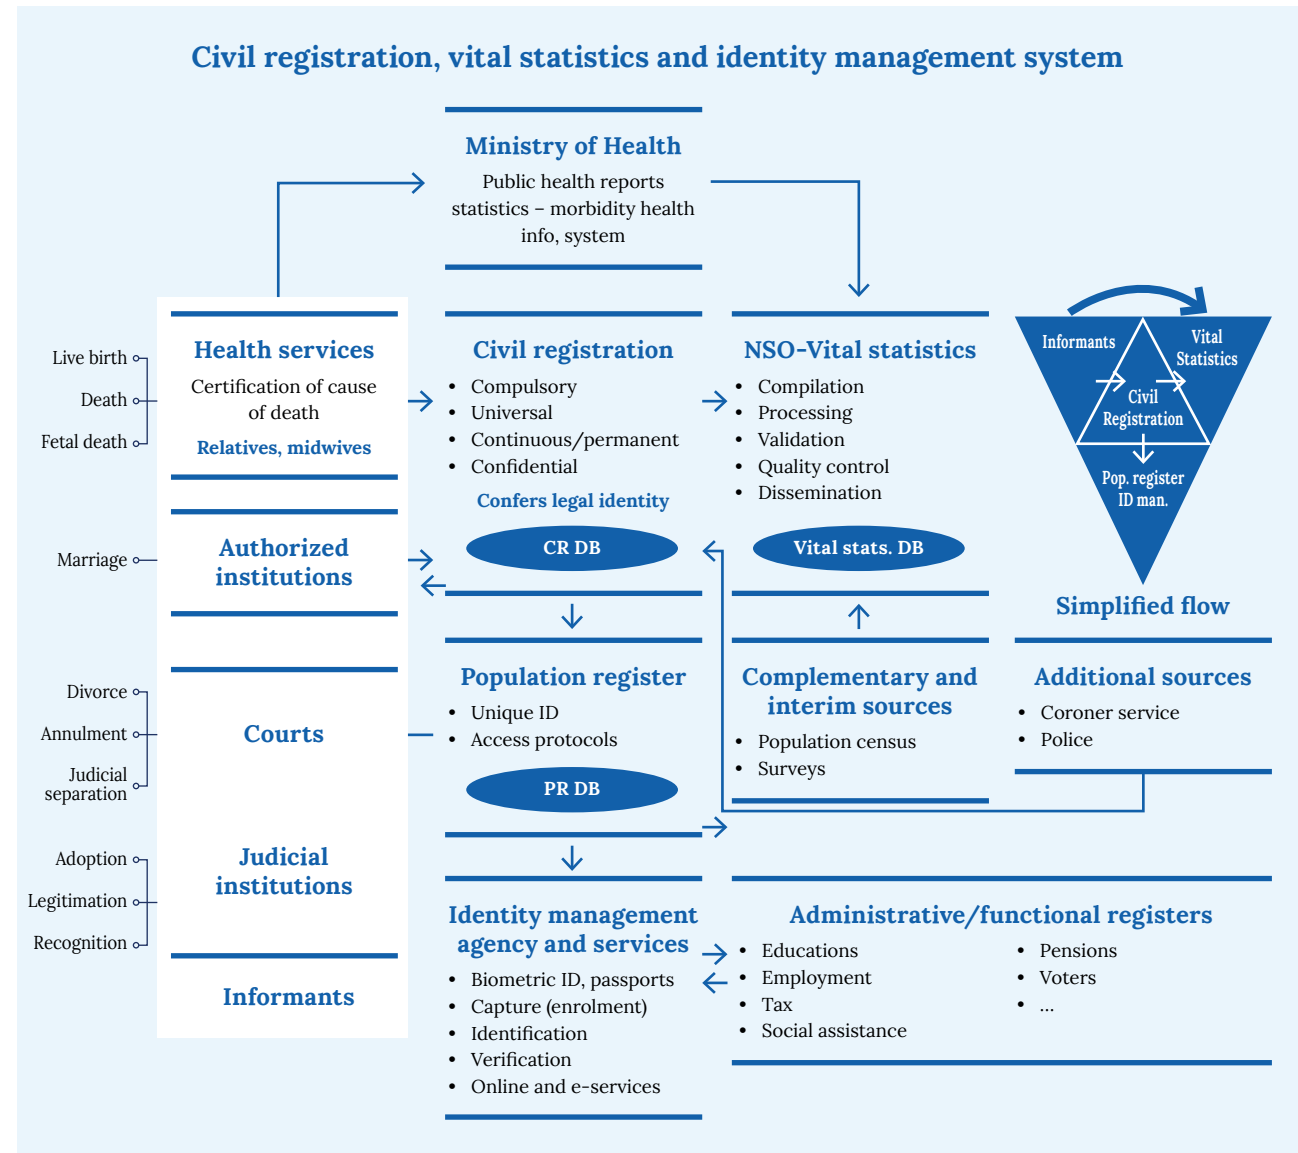 Civil registration, vital statistics and identity management system
Ministry of Health
Public health reports
statistics – morbidity health
info, system
Live birth
Death
Fetal death
Health services
Certification of cause
of death
Relatives, midwives
Civil registration
• Compulsory
• Universal
• Continuous/permanent
• Confidential
Confers legal identity
CR DB
NSO-Vital statistics
• Compilation
• Processing
• Validation
• Quality control
• Dissemination
Vital stats. DB
Informants
Vital
Statistics
Civil
Registration
Pop. register
ID man.
Simplified flow
Marriage
Authorized
institutions
Divorce
Annulment
Judicial
separation
Courts
Population register
• Unique ID
• Access protocols
PR DB
Complementary and
interim sources
• Population census
• Surveys
Additional sources
• Coroner service
• Police
Adoption
Legitimation
Recognition
Judicial
institutions
Informants
Identity management
agency and services
• Biometric ID, passports
• Capture (enrolment)
• Identification
• Verification
• Online and e-services
Administrative/functional registers
• Educations
• Employment
• Tax
• Social assistance
• Pensions
• Voters
• ...